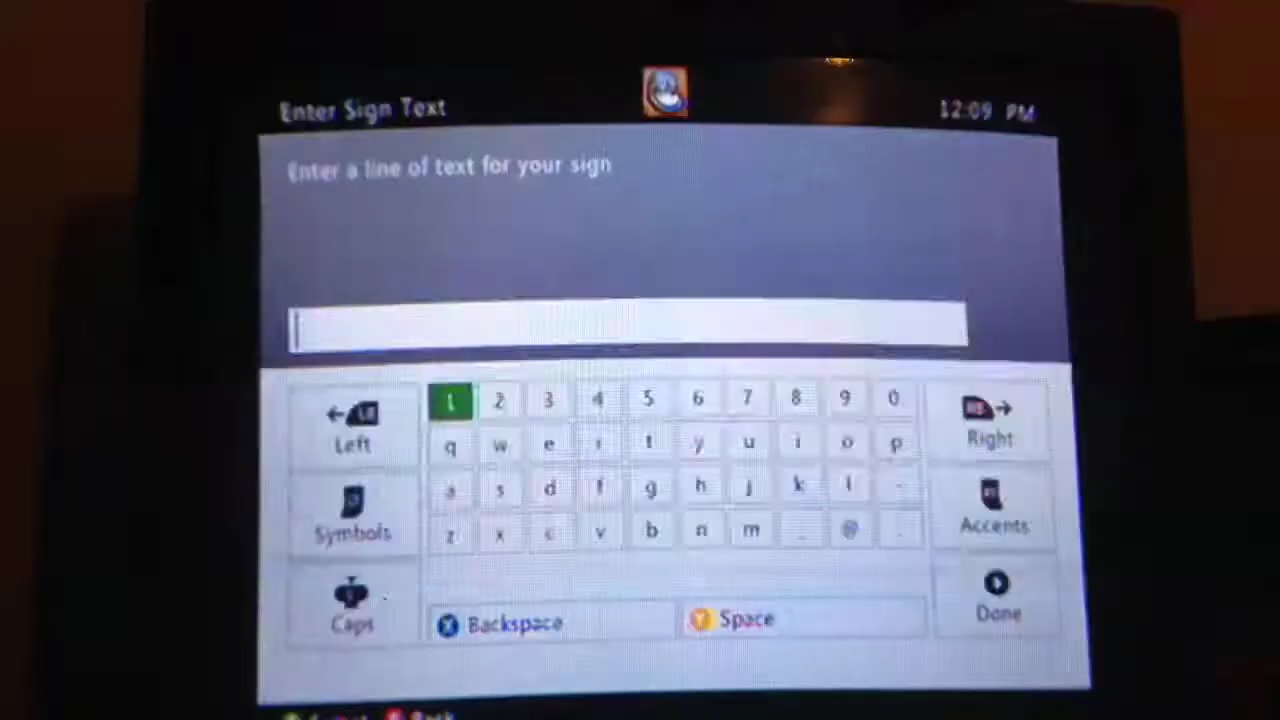 Enter Sign Text
12:09 PM
Enter a line of text for your sign
Left
1 2 3 4 5 6 7 8 9 0
Right
q w e r t y u i o p
a s d f g h j k l -
Symbols
Accents
z x c v b n m _ @ .
Caps
Backspace
Space
Done